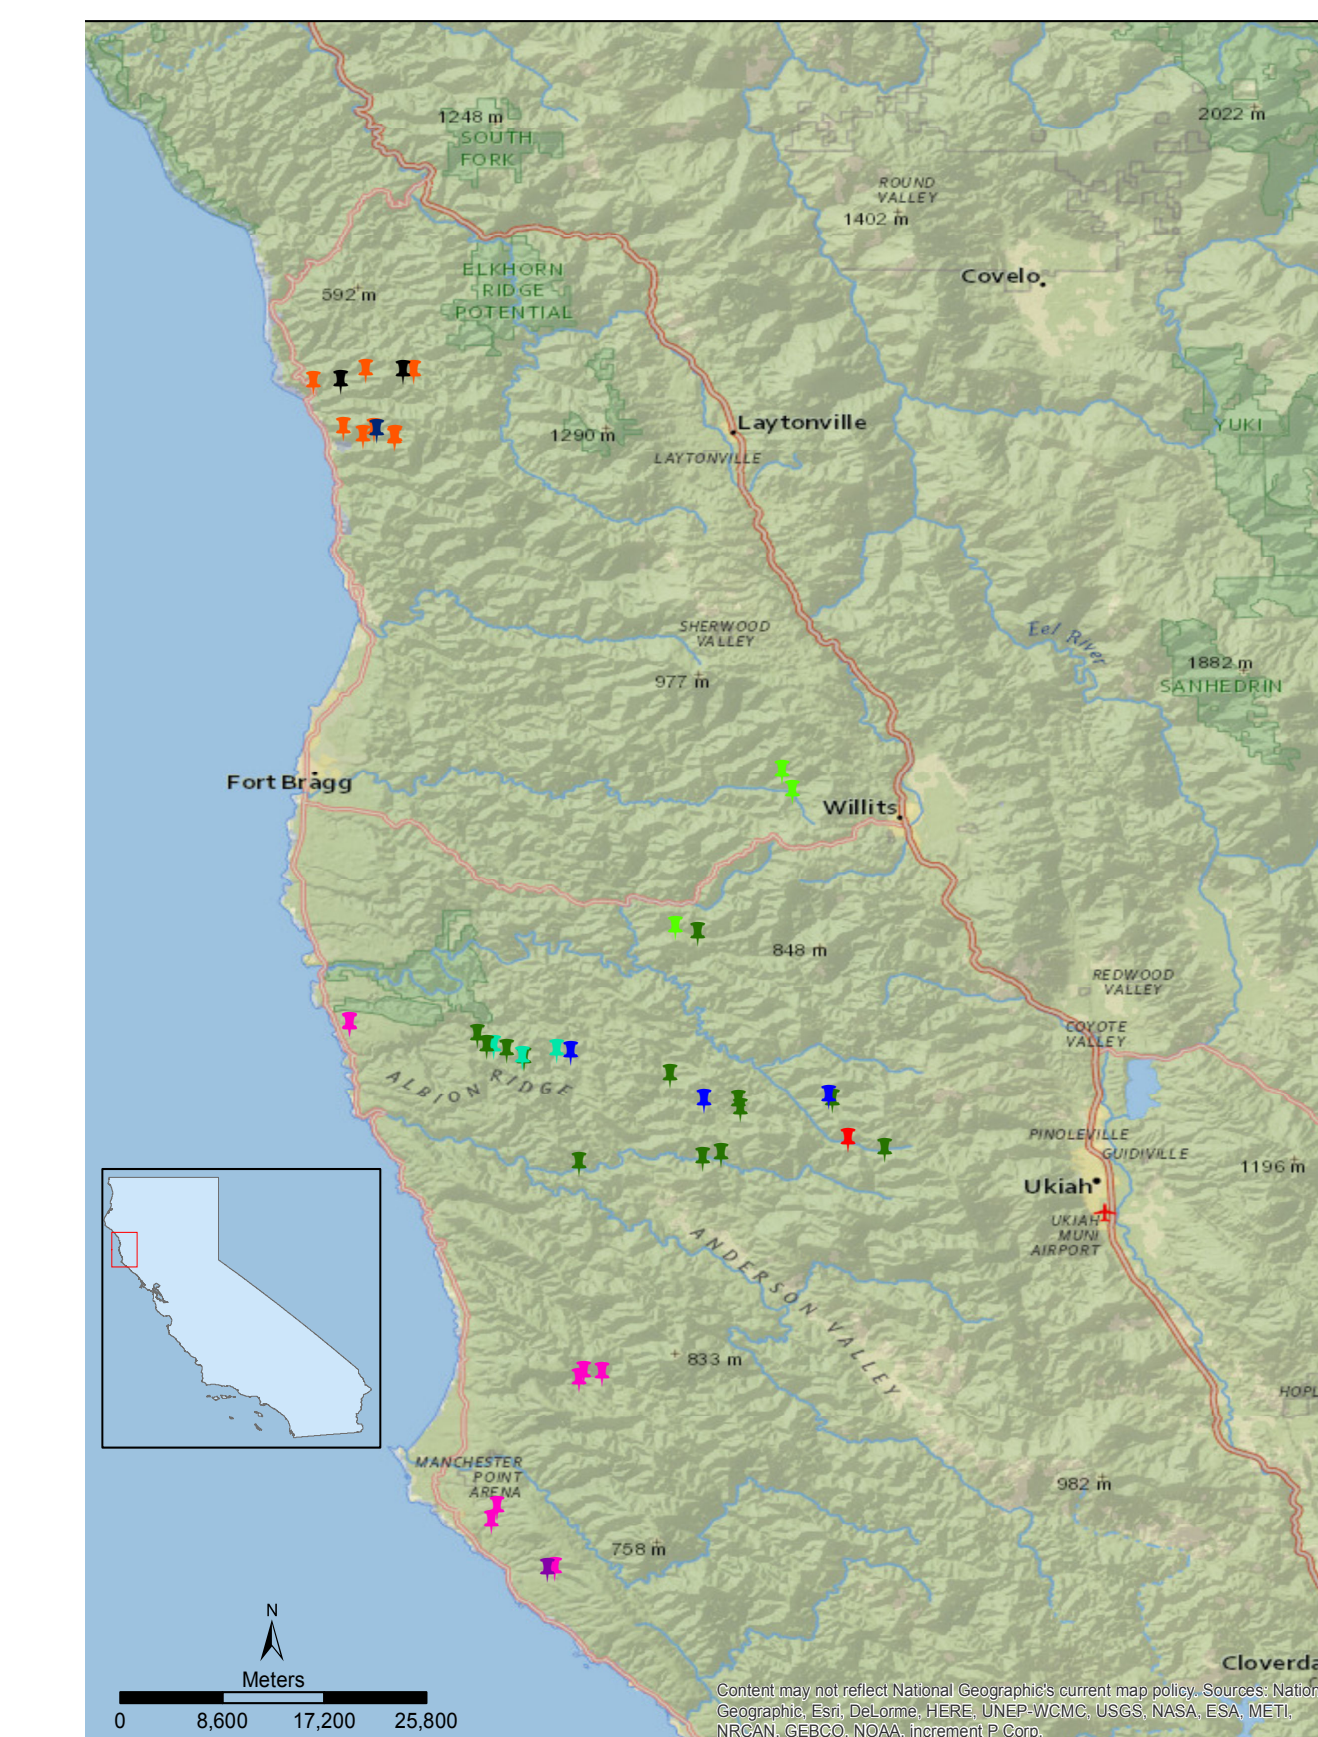 1248 m
SOUTH
FORK
2022 m
ROUND
VALLEY
1402 m
Covelo
ELKHORN
RIDGE
POTENTIAL
592 m
Laytonville
LAYTONVILLE
1290 m
YUKI
SHERWOOD
VALLEY
977 m
Eel River
1882 m
SANHEDRIN
Fort Bragg
Willits
848 m
REDWOOD
VALLEY
COYOTE
VALLEY
ALBION RIDGE
PINOLEVILLE
GUIDIVILLE
1196 m
Ukiah
UKIAH
MUNI
AIRPORT
ANDERSON VALLEY
833 m
HOPL
MANCHESTER
POINT
ARENA
982 m
758 m
N
Meters
0 8,600 17,200 25,800
Cloverda
Content may not reflect National Geographic's current map policy. Sources: Nation
Geographic, Esri, DeLorme, HERE, UNEP-WCMC, USGS, NASA, ESA, METI,
NRCAN, GEBCO, NOAA, increment P Corp.